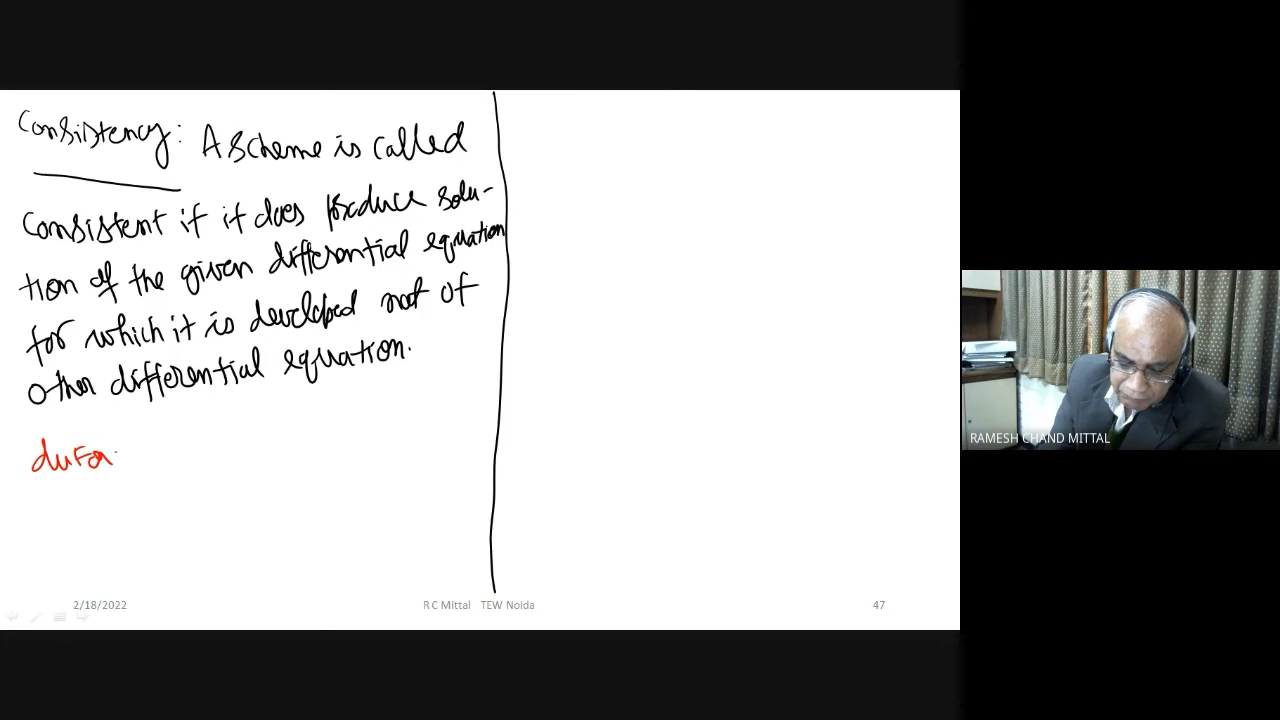 Consistency: A scheme is called
Consistent if it does produce solu-
tion of the given differential equation
for which it is developed not of
other differential equation.
duFa
2/18/2022
R C Mittal TEW Noida
47
RAMESH CHAND MITTAL